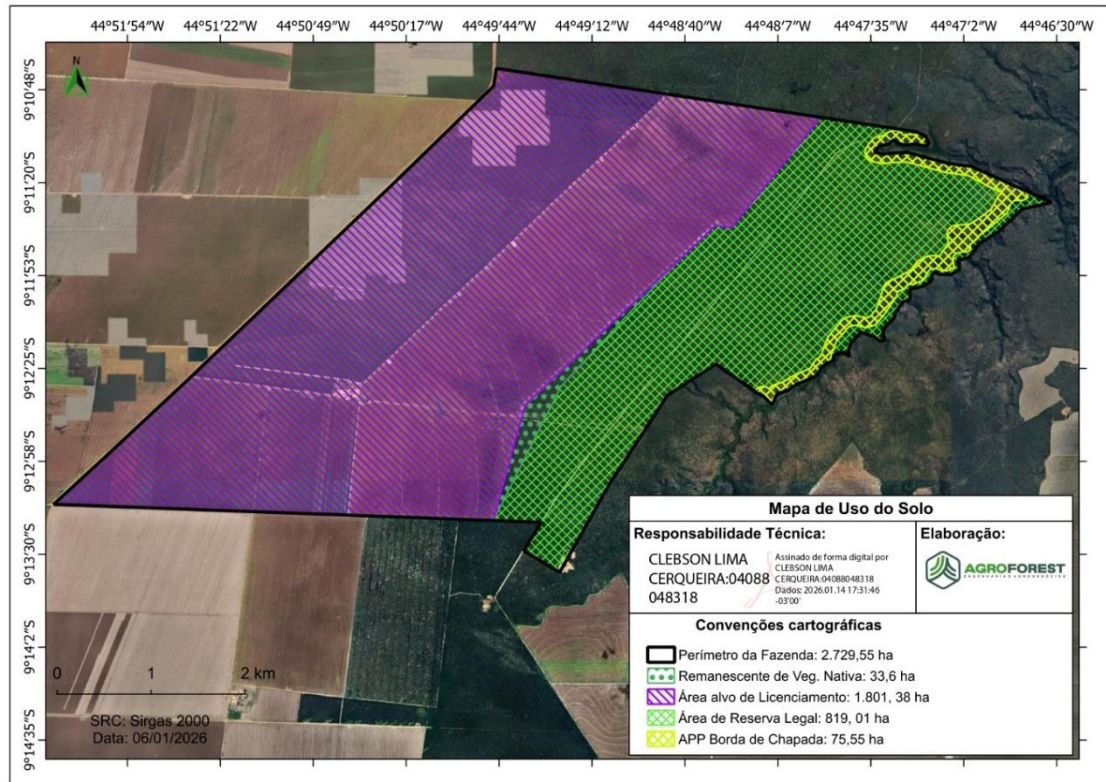 44°51′54″W 44°51′22″W 44°50′49″W 44°50′17″W 44°49′44″W 44°49′12″W 44°48′40″W 44°48′7″W 44°47′35″W 44°47′2″W 44°46′30″W
N
9°10′48″S
9°11′20″S
9°11′53″S
9°12′25″S
9°12′58″S
9°13′30″S
9°14′2″S
9°14′35″S
0 1 2 km
SRC: Sirgas 2000
Data: 06/01/2026
Mapa de Uso do Solo
Responsabilidade Técnica:
CLEBSON LIMA
CERQUEIRA:04088
048318
Assinado de forma digital por
CLEBSON LIMA
CERQUEIRA:04088048318
Dados: 2026.01.14 17:31:46
-03'00'
Elaboração:
AGROFOREST
ENGENHARIA E AGRONEGÓCIOS
Convenções cartográficas
Perímetro da Fazenda: 2.729,55 ha
Remanescente de Veg. Nativa: 33,6 ha
Área alvo de Licenciamento: 1.801, 38 ha
Área de Reserva Legal: 819, 01 ha
APP Borda de Chapada: 75,55 ha